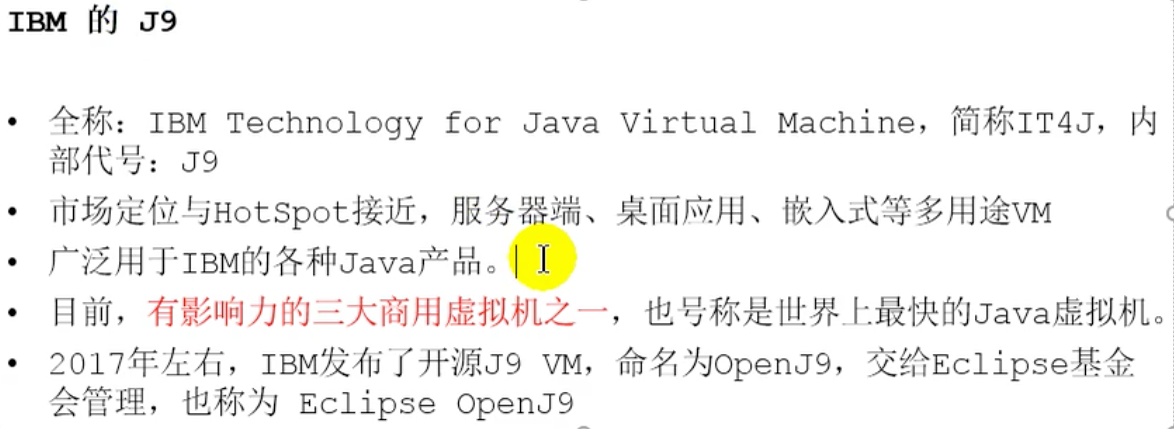 IBM 的 J9
• 全称：IBM Technology for Java Virtual Machine，简称IT4J，内
部代号：J9
• 市场定位与HotSpot接近，服务器端、桌面应用、嵌入式等多用途VM
• 广泛用于IBM的各种Java产品。
• 目前，有影响力的三大商用虚拟机之一，也号称是世界上最快的Java虚拟机。
• 2017年左右，IBM发布了开源J9 VM，命名为OpenJ9，交给Eclipse基金
会管理，也称为 Eclipse OpenJ9